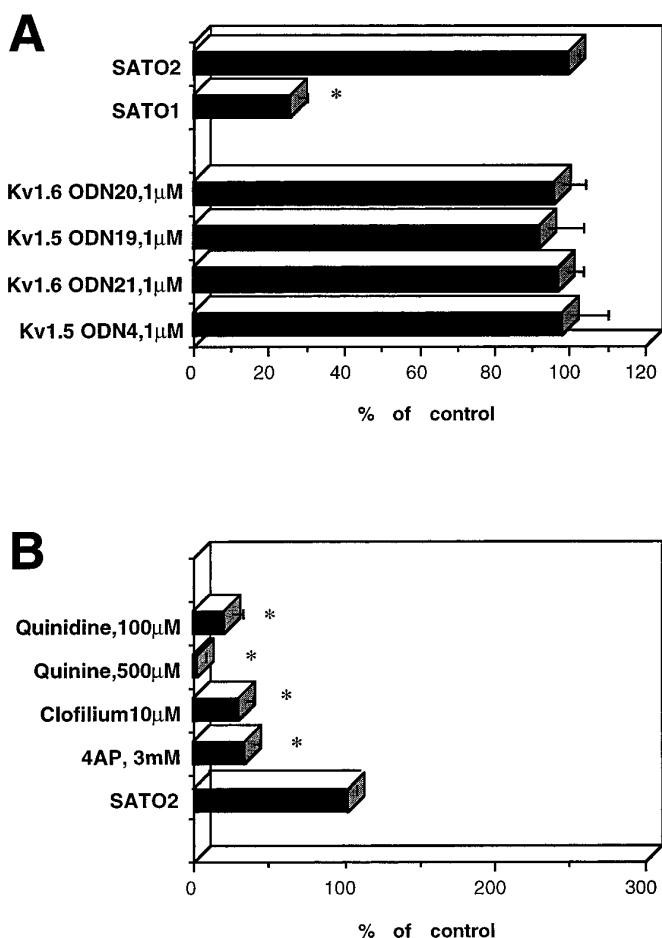 A
SATO2
SATO1
*
Kv1.6 ODN20,1μM
Kv1.5 ODN19,1μM
Kv1.6 ODN21,1μM
Kv1.5 ODN4,1μM
0 20 40 60 80 100 120
% of control
B
Quinidine,100μM *
Quinine,500μM *
Clofilium10μM *
4AP, 3mM *
SATO2
0 100 200 300
% of control